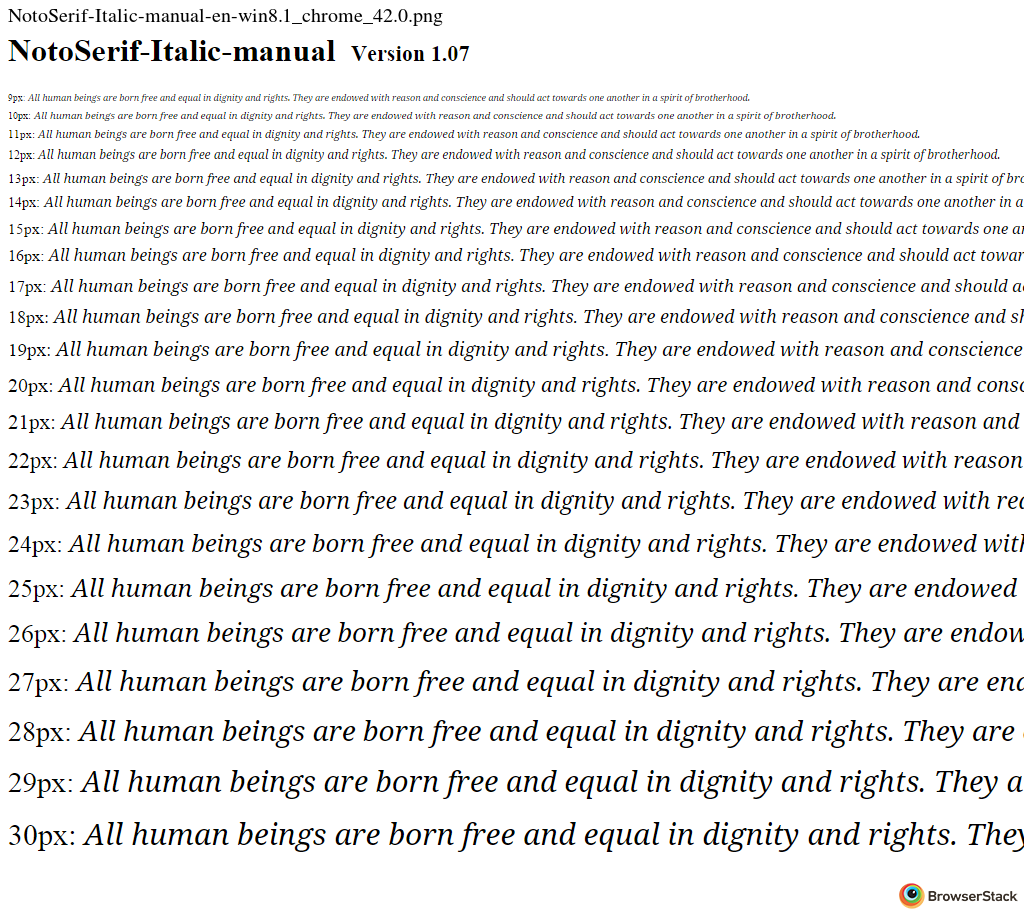 NotoSerif-Italic-manual-en-win8.1_chrome_42.0.png
NotoSerif-Italic-manual Version 1.07
9px: All human beings are born free and equal in dignity and rights. They are endowed with reason and conscience and should act towards one another in a spirit of brotherhood.
10px: All human beings are born free and equal in dignity and rights. They are endowed with reason and conscience and should act towards one another in a spirit of brotherhood.
11px: All human beings are born free and equal in dignity and rights. They are endowed with reason and conscience and should act towards one another in a spirit of brotherhood.
12px: All human beings are born free and equal in dignity and rights. They are endowed with reason and conscience and should act towards one another in a spirit of brotherhood.
13px: All human beings are born free and equal in dignity and rights. They are endowed with reason and conscience and should act towards one another in a spirit of bro
14px: All human beings are born free and equal in dignity and rights. They are endowed with reason and conscience and should act towards one another in a
15px: All human beings are born free and equal in dignity and rights. They are endowed with reason and conscience and should act towards one an
16px: All human beings are born free and equal in dignity and rights. They are endowed with reason and conscience and should act towar
17px: All human beings are born free and equal in dignity and rights. They are endowed with reason and conscience and should a
18px: All human beings are born free and equal in dignity and rights. They are endowed with reason and conscience and sh
19px: All human beings are born free and equal in dignity and rights. They are endowed with reason and conscience
20px: All human beings are born free and equal in dignity and rights. They are endowed with reason and consc
21px: All human beings are born free and equal in dignity and rights. They are endowed with reason and
22px: All human beings are born free and equal in dignity and rights. They are endowed with reason
23px: All human beings are born free and equal in dignity and rights. They are endowed with rea
24px: All human beings are born free and equal in dignity and rights. They are endowed with
25px: All human beings are born free and equal in dignity and rights. They are endowed
26px: All human beings are born free and equal in dignity and rights. They are endow
27px: All human beings are born free and equal in dignity and rights. They are end
28px: All human beings are born free and equal in dignity and rights. They are
29px: All human beings are born free and equal in dignity and rights. They a
30px: All human beings are born free and equal in dignity and rights. They
BrowserStack